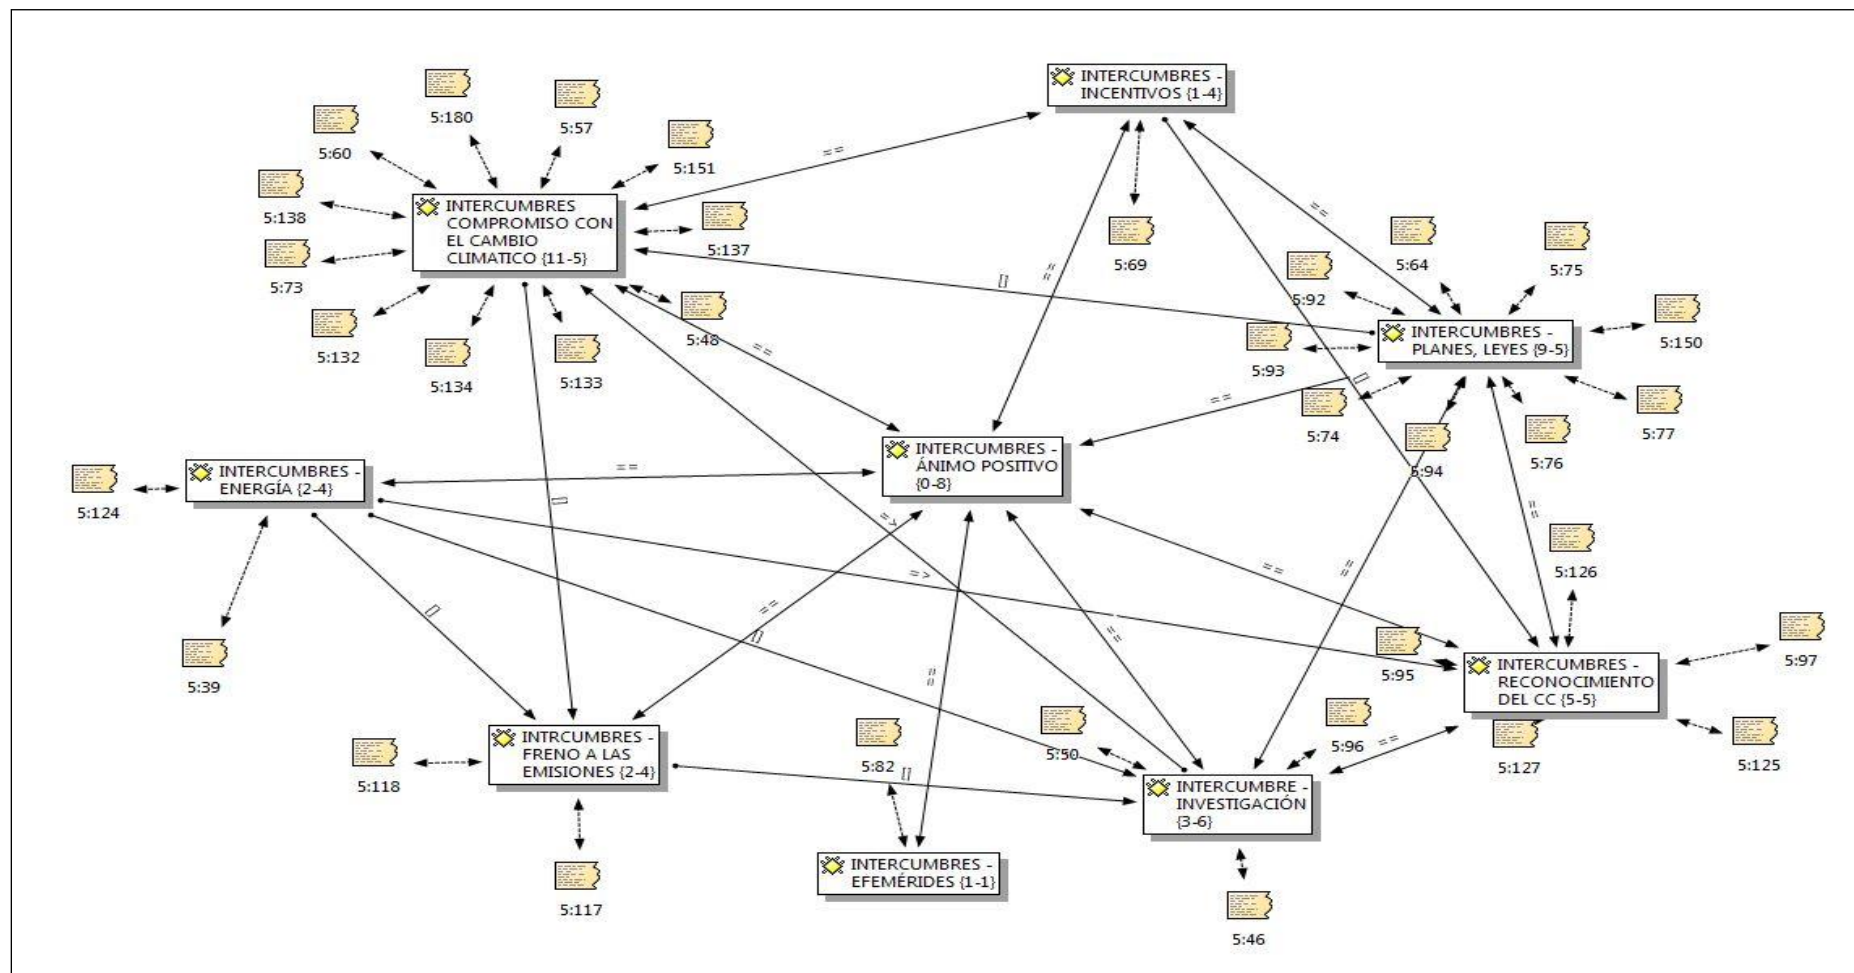 INTERCUMBRES -
INCENTIVOS {1-4}
5:180
5:57
5:60
5:151
==
5:138
INTERCUMBRES
COMPROMISO CON
EL CAMBIO
CLIMATICO {11-5}
5:137
5:69
==
5:64
5:75
5:73
[]
==
5:92
5:132
5:48
5:134
5:133
==
5:93
INTERCUMBRES -
PLANES, LEYES {9-5}
5:150
[]
==
5:74
5:94
5:76
5:77
INTERCUMBRES -
ÁNIMO POSITIVO
{0-8}
INTERCUMBRES -
ENERGÍA {2-4}
==
5:124
[]
=>
==
5:126
==
=>
==
5:39
[]
==
[]
==
5:95
INTERCUMBRES -
RECONOCIMIENTO
DEL CC {5-5}
5:97
==
INTRCUMBRES -
FRENO A LAS
EMISIONES {2-4}
5:118
5:82
[]
5:50
5:96
==
5:127
5:125
INTERCUMBRE -
INVESTIGACIÓN
{3-6}
INTERCUMBRES -
EFEMÉRIDES {1-1}
5:117
5:46